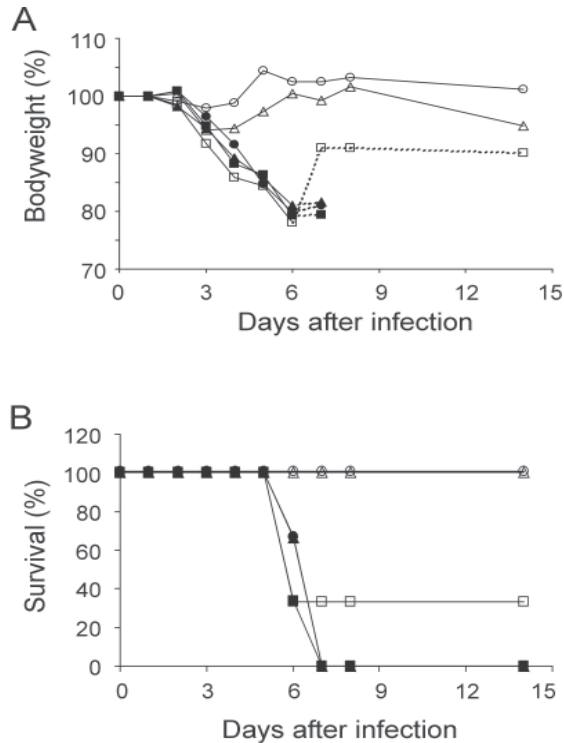 A
Bodyweight (%)
110
100
90
80
70
0 3 6 9 12 15
Days after infection
B
Survival (%)
120
100
80
60
40
20
0
0 3 6 9 12 15
Days after infection